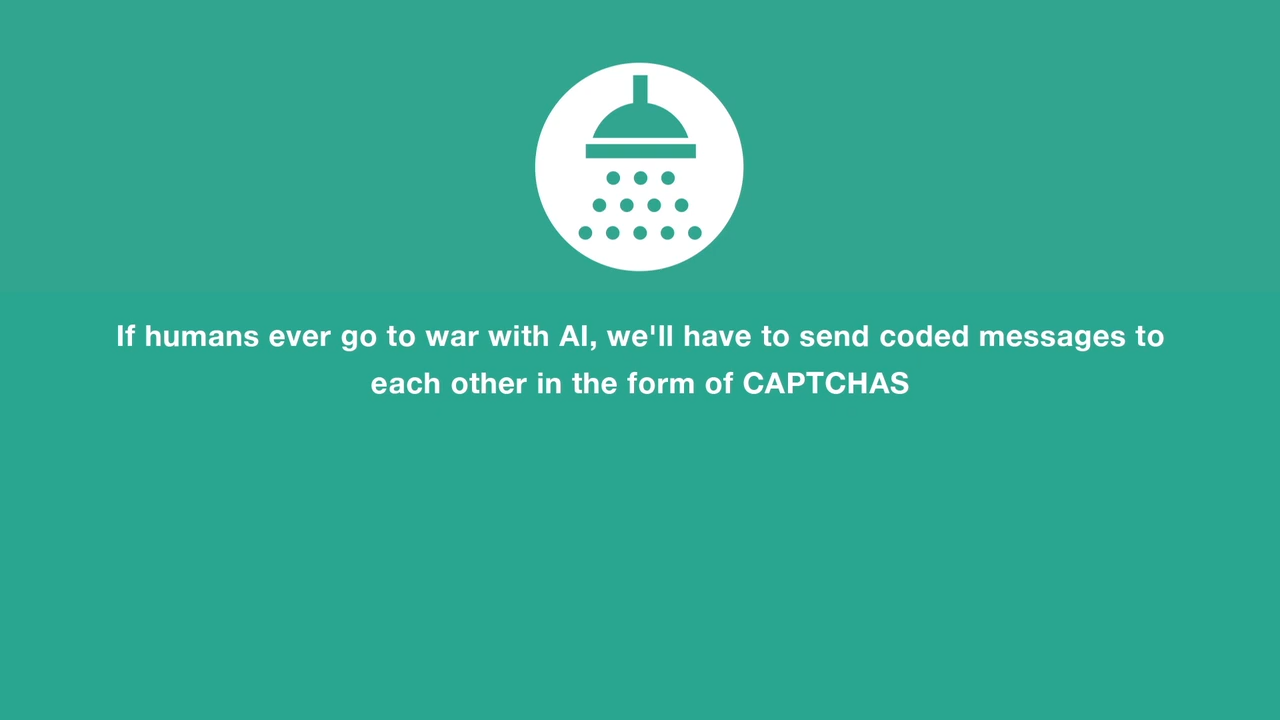 If humans ever go to war with AI, we'll have to send coded messages to
each other in the form of CAPTCHAS